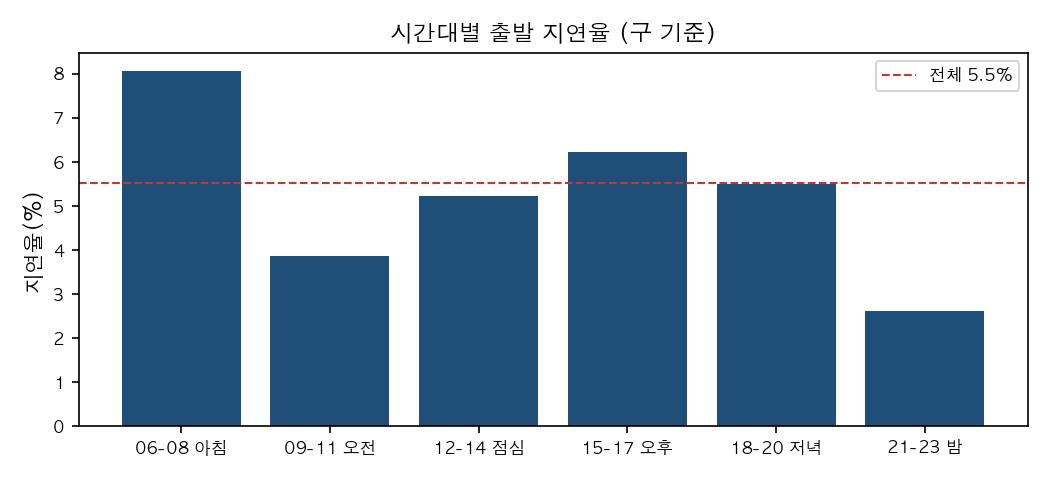 시간대별 출발 지연율 (구 기준)
전체 5.5%
지연율(%)
8
7
6
5
4
3
2
1
0
06-08 아침
09-11 오전
12-14 점심
15-17 오후
18-20 저녁
21-23 밤